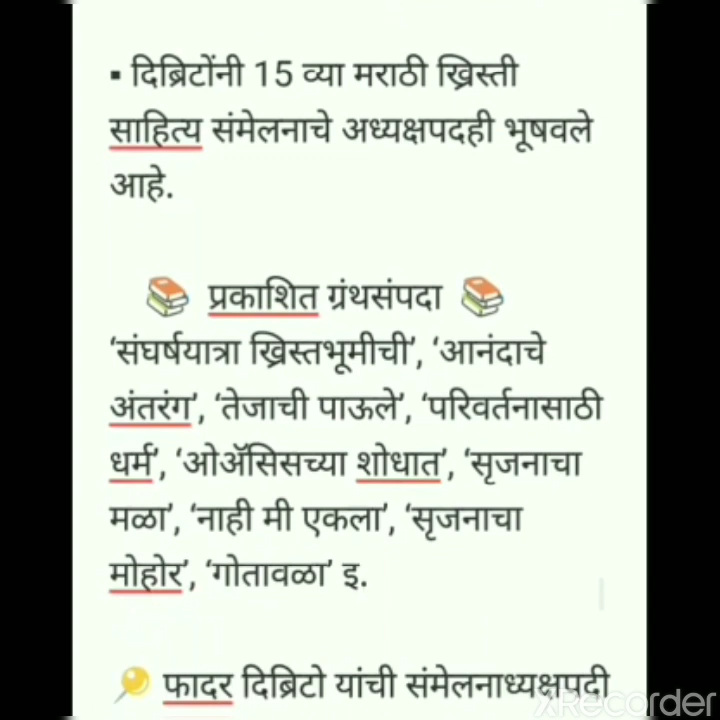 ▪ दिब्रिटोंनी 15 व्या मराठी ख्रिस्ती
साहित्य संमेलनाचे अध्यक्षपदही भूषवले
आहे.
📚 प्रकाशित ग्रंथसंपदा 📚
‘संघर्षयात्रा ख्रिस्तभूमीची’, ‘आनंदाचे
अंतरंग’, ‘तेजाची पाऊले’, ‘परिवर्तनासाठी
धर्म’, ‘ओॲसिसच्या शोधात’, ‘सृजनाचा
मळा’, ‘नाही मी एकला’, ‘सृजनाचा
मोहोर’, ‘गोतावळा’ इ.
फादर दिब्रिटो यांची संमेलनाध्यक्षपदी
XRecorder